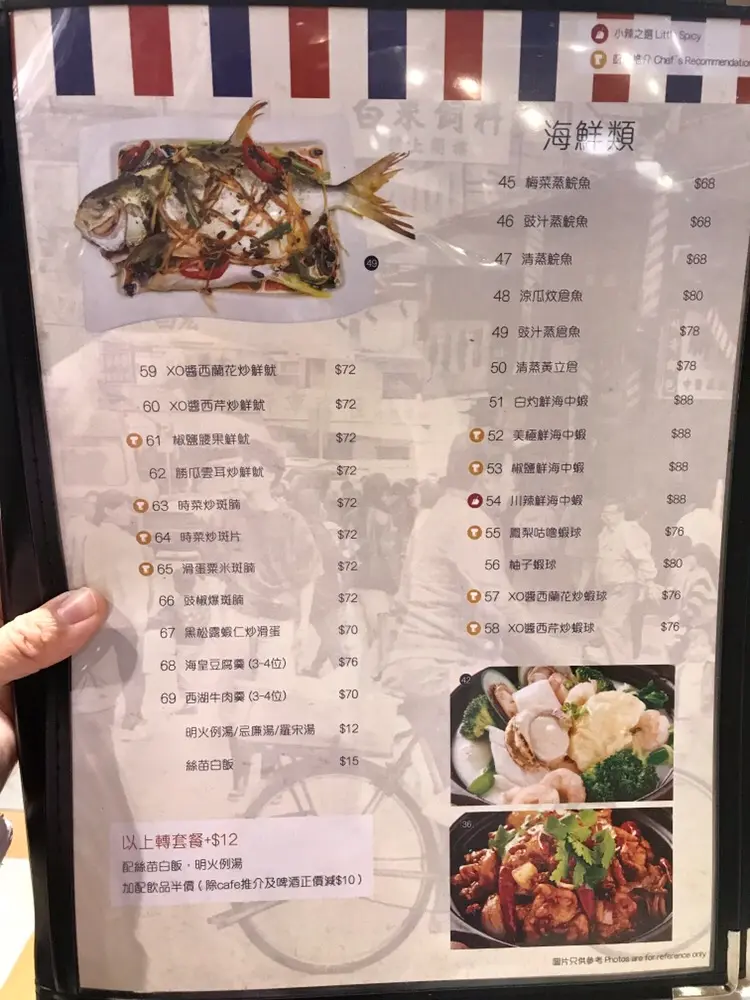 小辣之選 Little Spicy
推介 Chef's Recommendation
海鮮類
45 梅菜蒸鯇魚 $68
46 豉汁蒸鯇魚 $68
47 清蒸鯇魚 $68
48 涼瓜炆倉魚 $80
49 豉汁蒸倉魚 $78
50 清蒸黃立倉 $78
51 白灼鮮海中蝦 $88
52 美極鮮海中蝦 $88
53 椒鹽鮮海中蝦 $88
54 川辣鮮海中蝦 $88
55 鳳梨咕嚕蝦球 $76
56 柚子蝦球 $80
57 XO醬西蘭花炒蝦球 $76
58 XO醬西芹炒蝦球 $76
49
59 XO醬西蘭花炒鮮魷 $72
60 XO醬西芹炒鮮魷 $72
61 椒鹽腰果鮮魷 $72
62 勝瓜雲耳炒鮮魷 $72
63 時菜炒斑腩 $72
64 時菜炒斑片 $72
65 滑蛋粟米斑腩 $72
66 豉椒爆斑腩 $72
67 黑松露蝦仁炒滑蛋 $70
68 海皇豆腐羹 (3-4位) $76
69 西湖牛肉羹 (3-4位) $70
明火例湯/忌廉湯/羅宋湯 $12
絲苗白飯 $15
以上轉套餐+$12
配絲苗白飯，明火例湯
加配飲品半價 ( 除cafe推介及啤酒正價減$10 )
42
36
圖片只供參考 Photos are for reference only